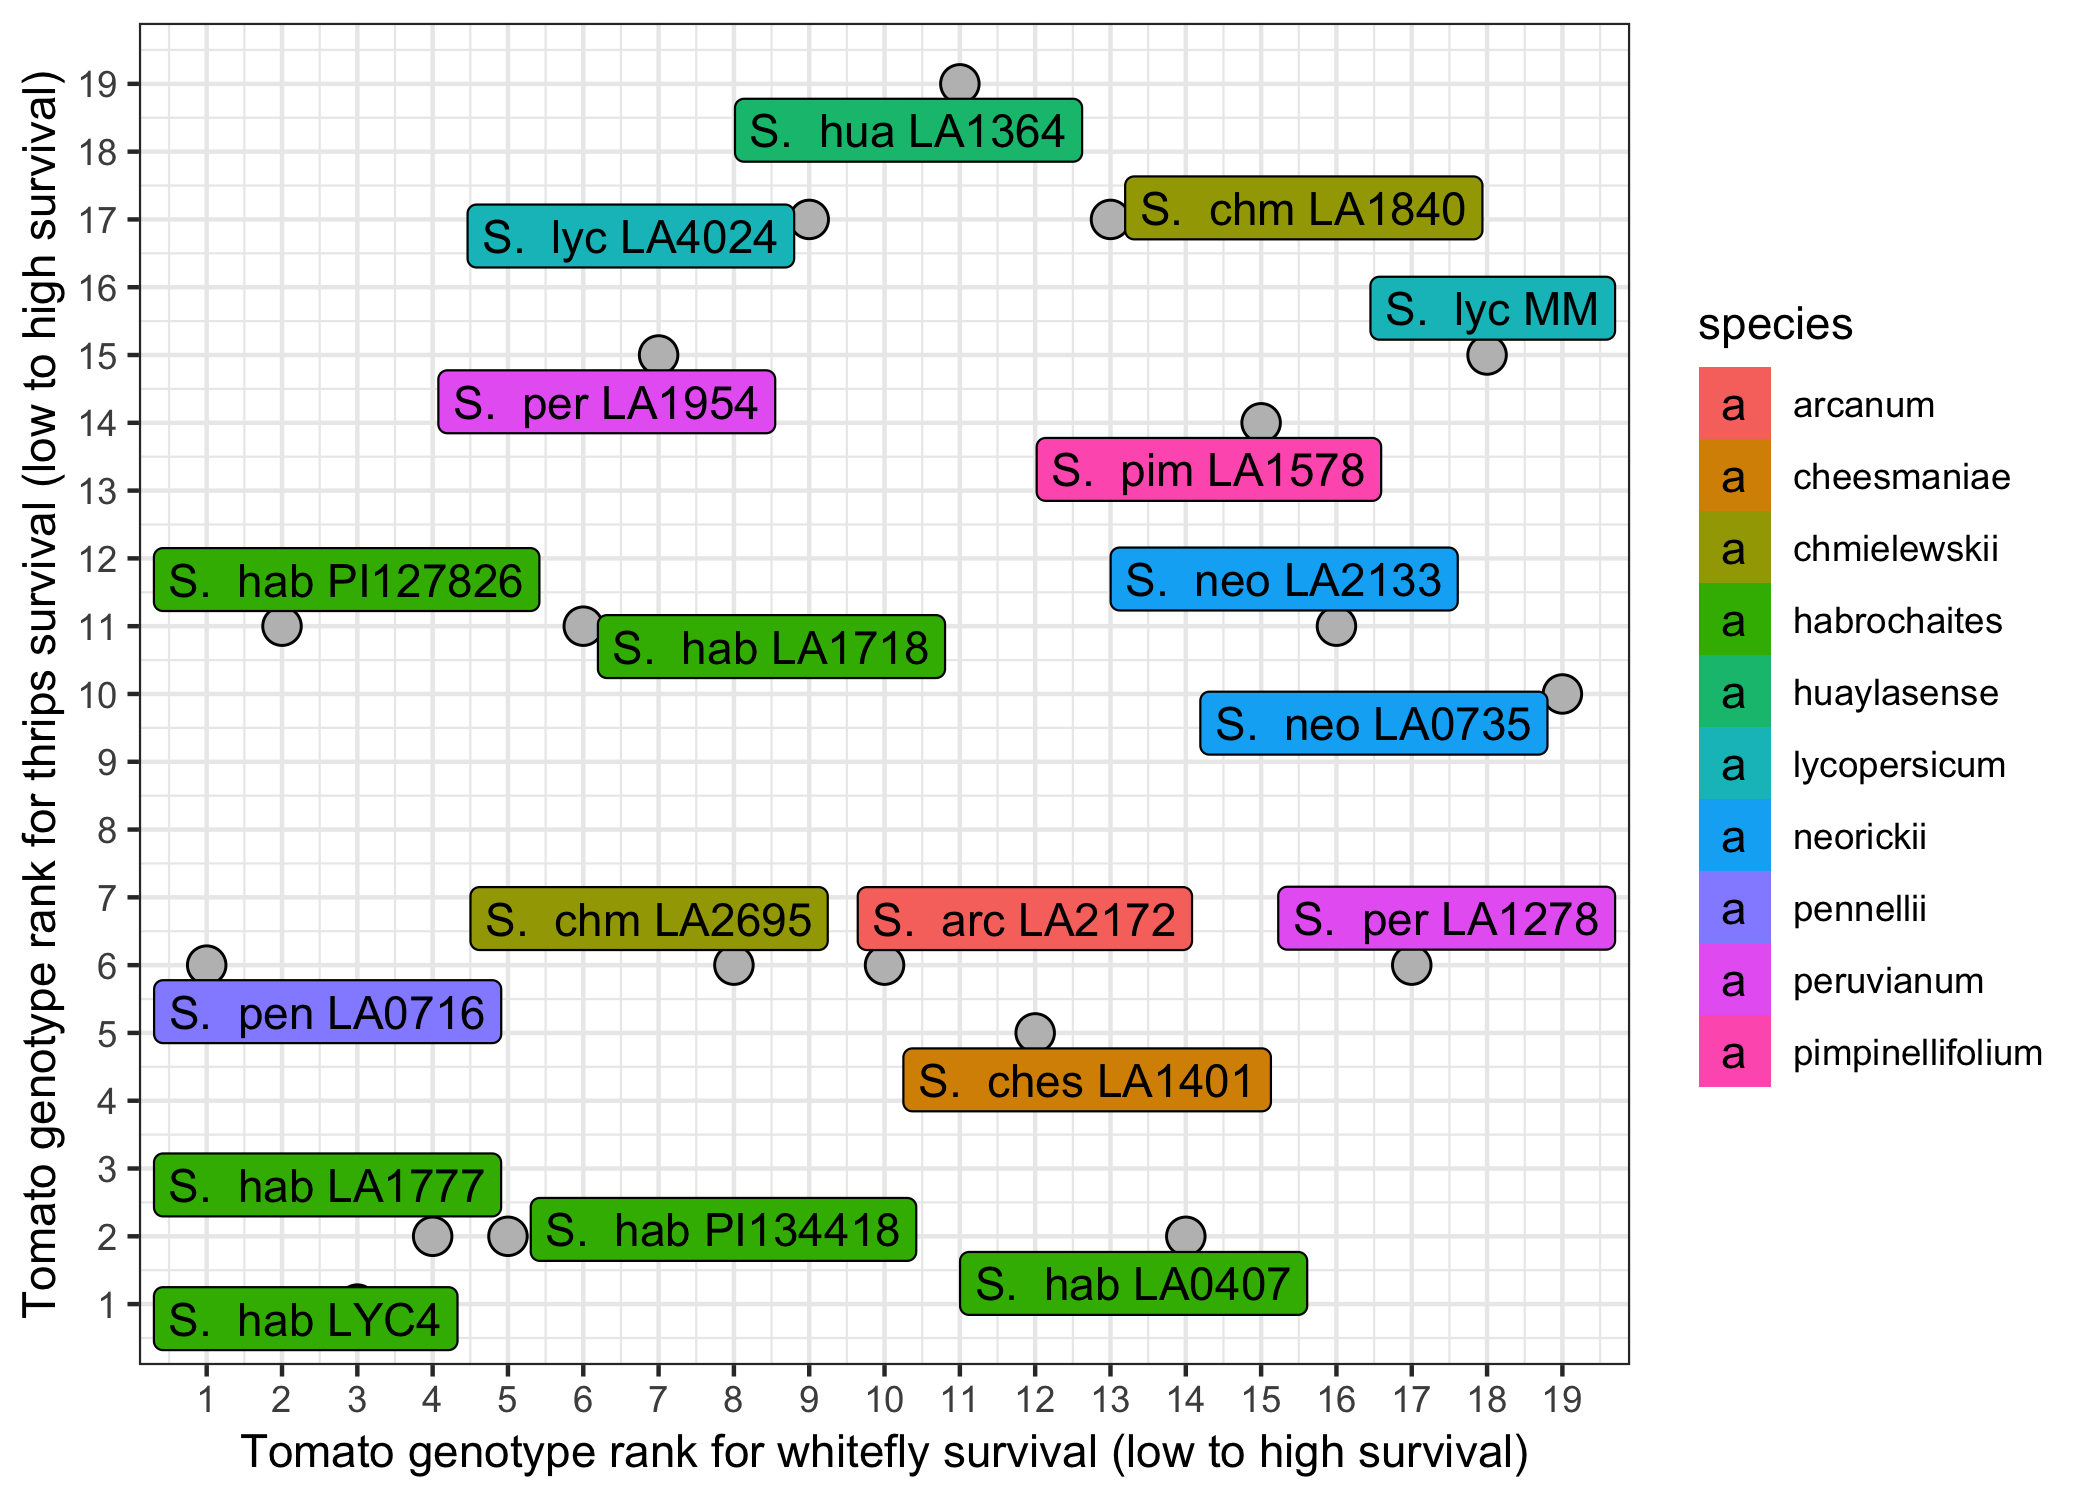 Tomato genotype rank for thrips survival (low to high survival)
19
18
17
16
15
14
13
12
11
10
9
8
7
6
5
4
3
2
1
S. hua LA1364
S. chm LA1840
S. lyc LA4024
S. lyc MM
S. per LA1954
S. pim LA1578
S. hab PI127826
S. neo LA2133
S. hab LA1718
S. neo LA0735
S. chm LA2695
S. arc LA2172
S. per LA1278
S. pen LA0716
S. ches LA1401
S. hab LA1777
S. hab PI134418
S. hab LA0407
S. hab LYC4
1 2 3 4 5 6 7 8 9 10 11 12 13 14 15 16 17 18 19
Tomato genotype rank for whitefly survival (low to high survival)
species
a arcanum
a cheesmaniae
a chmielewskii
a habrochaites
a huaylasense
a lycopersicum
a neorickii
a pennellii
a peruvianum
a pimpinellifolium